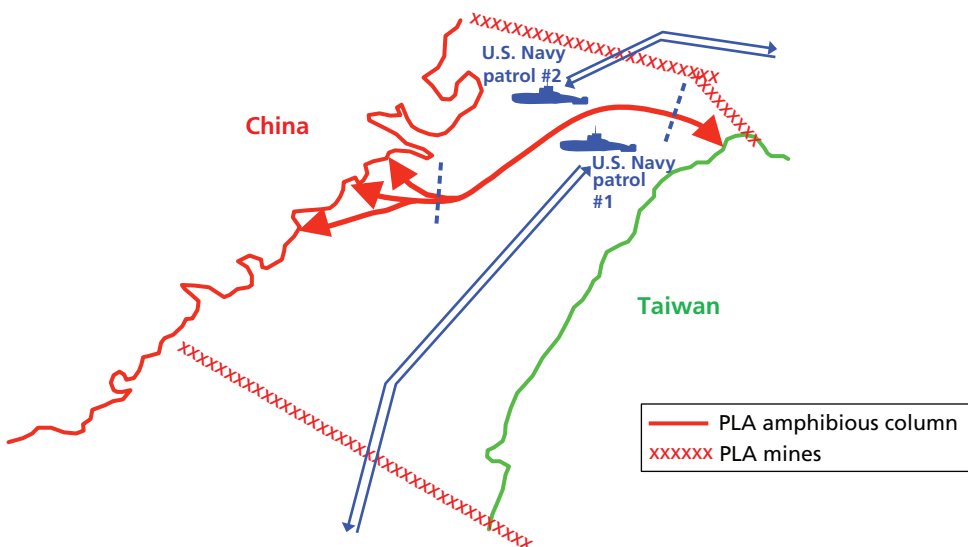 U.S. Navy
patrol #2
China
U.S. Navy
patrol
#1
Taiwan
PLA amphibious column
xxxxxx PLA mines